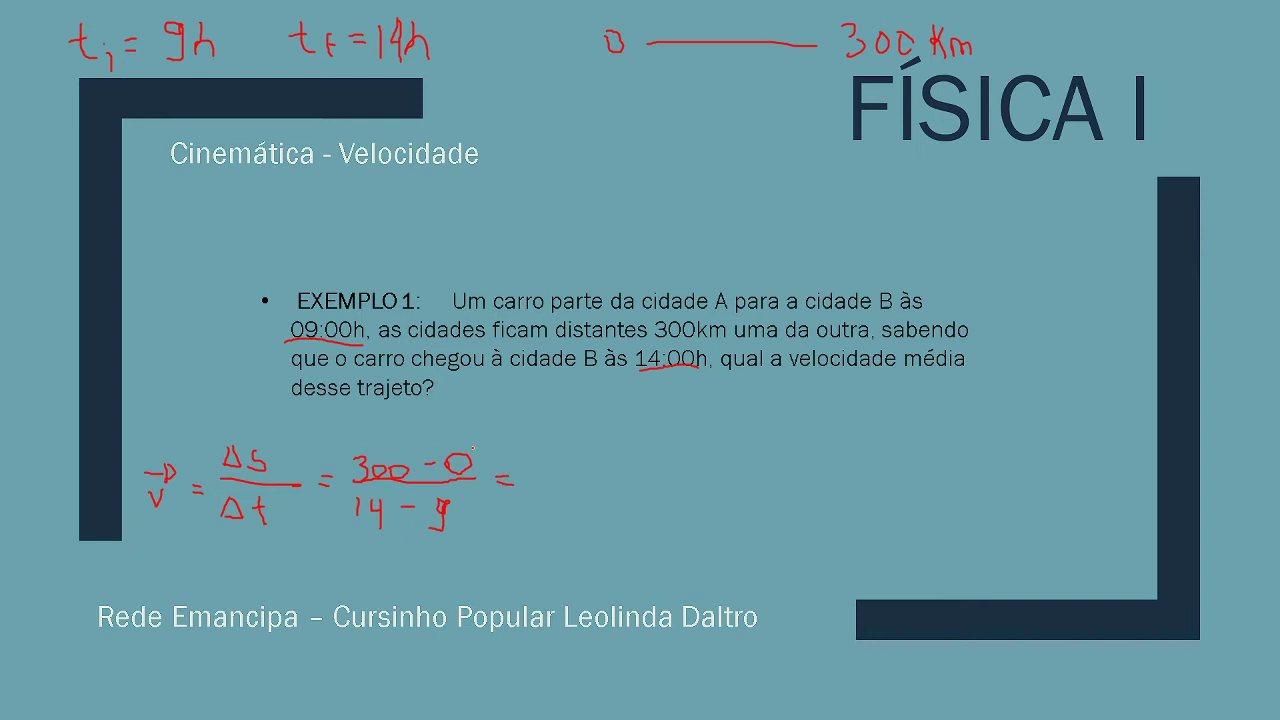 ti = 9h tf = 14h 0 — 300 Km
FÍSICA I
Cinemática - Velocidade
• EXEMPLO 1: Um carro parte da cidade A para a cidade B às
09:00h, as cidades ficam distantes 300km uma da outra, sabendo
que o carro chegou à cidade B às 14:00h, qual a velocidade média
desse trajeto?
ΔS 300 - 0
v = = =
Δt 14 - 9
Rede Emancipa – Cursinho Popular Leolinda Daltro